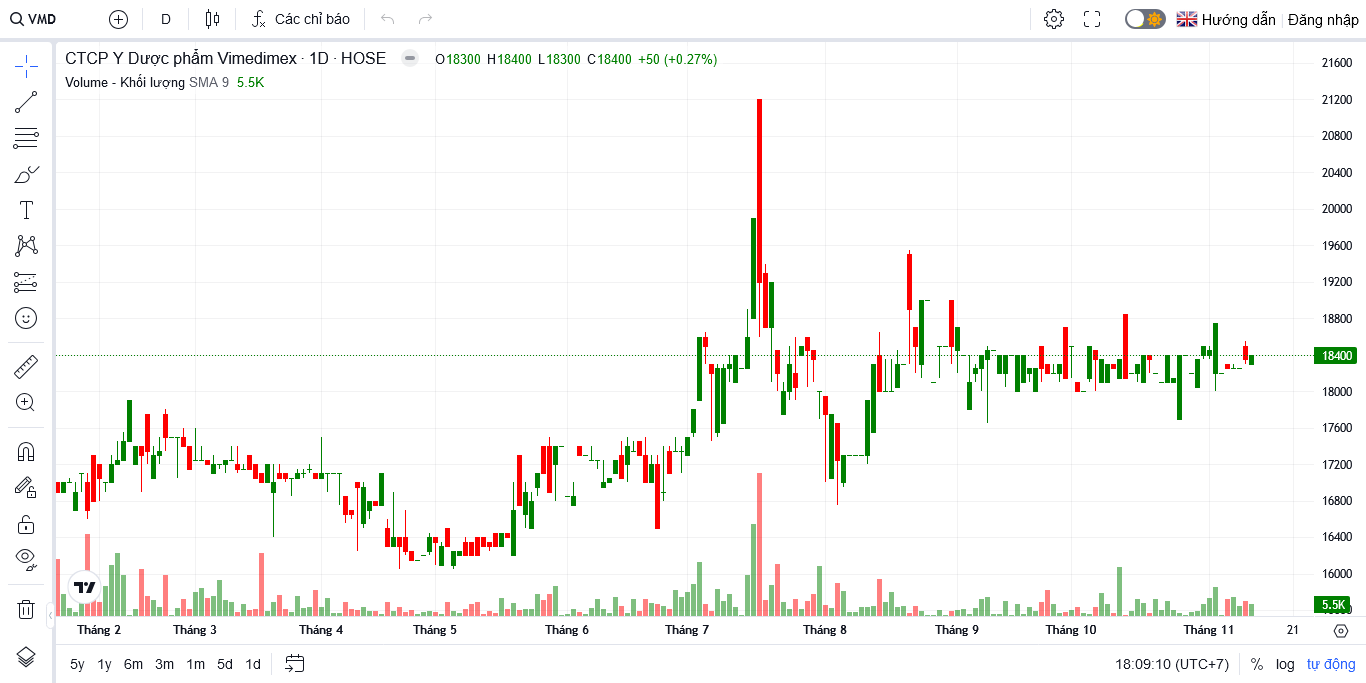 VMD D Các chỉ báo Hướng dẫn Đăng nhập
CTCP Y Dược phẩm Vimedimex · 1D · HOSE O18300 H18400 L18300 C18400 +50 (+0.27%)
Volume - Khối lượng SMA 9 5.5K
21600
21200
20800
20400
20000
19600
19200
18800
18400
18000
17600
17200
16800
16400
16000
5.5K
Tháng 2 Tháng 3 Tháng 4 Tháng 5 Tháng 6 Tháng 7 Tháng 8 Tháng 9 Tháng 10 Tháng 11 21
5y 1y 6m 3m 1m 5d 1d 18:09:10 (UTC+7) % log tự động